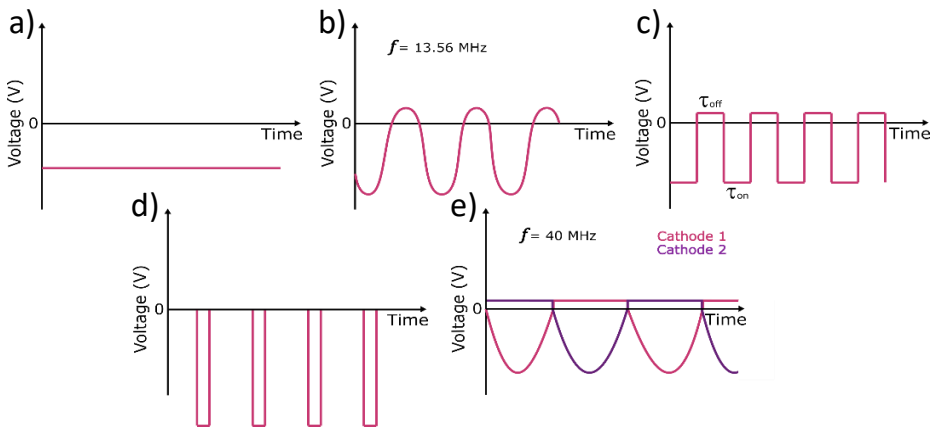 a)
Voltage (V)
0
Time
b)
f = 13.56 MHz
Voltage (V)
0
Time
c)
Voltage (V)
0
τoff
τon
Time
d)
Voltage (V)
0
Time
e)
f = 40 MHz
Cathode 1
Cathode 2
Voltage (V)
0
Time